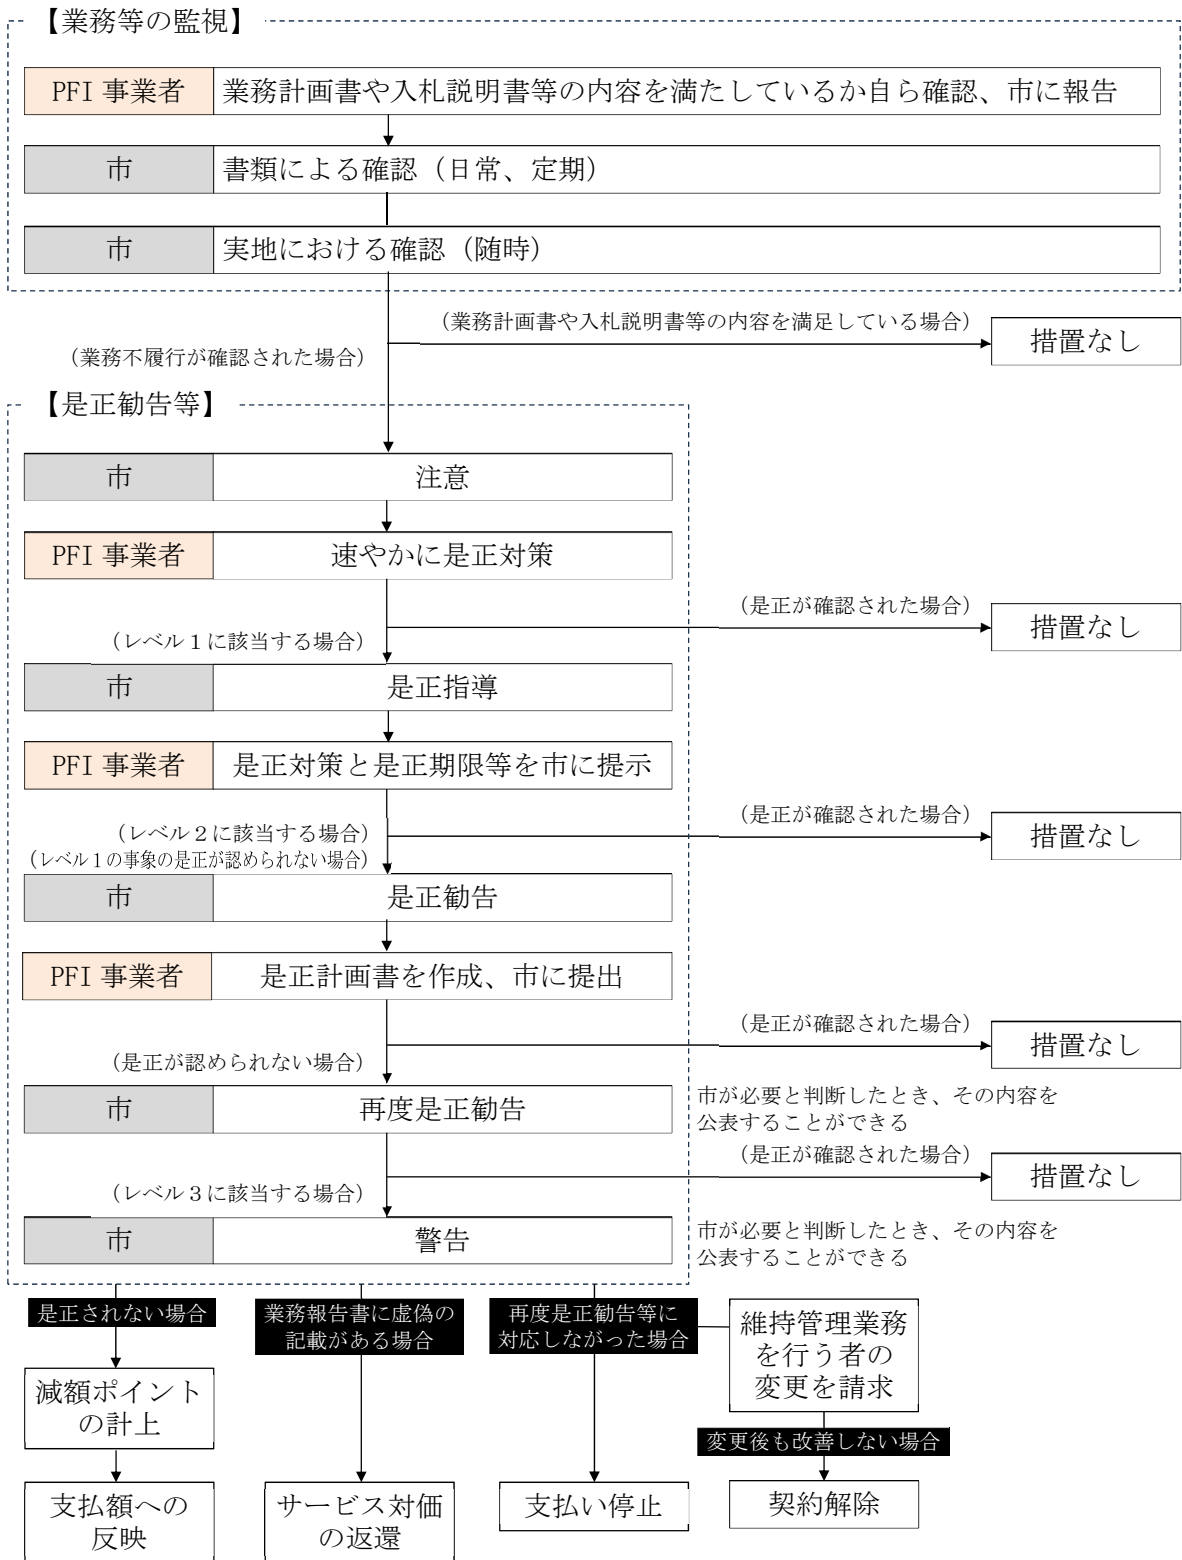 【業務等の監視】
PFI 事業者 業務計画書や入札説明書等の内容を満たしているか自ら確認、市に報告
市 書類による確認（日常、定期）
市 実地における確認（随時）
（業務計画書や入札説明書等の内容を満足している場合）
措置なし
（業務不履行が確認された場合）
【是正勧告等】
市 注意
PFI 事業者 速やかに是正対策
（是正が確認された場合）
措置なし
（レベル１に該当する場合）
市 是正指導
PFI 事業者 是正対策と是正期限等を市に提示
（是正が確認された場合）
措置なし
（レベル２に該当する場合）
（レベル１の事象の是正が認められない場合）
市 是正勧告
PFI 事業者 是正計画書を作成、市に提出
（是正が確認された場合）
措置なし
（是正が認められない場合）
市 再度是正勧告
市が必要と判断したとき、その内容を
公表することができる
（是正が確認された場合）
措置なし
（レベル３に該当する場合）
市 警告
市が必要と判断したとき、その内容を
公表することができる
是正されない場合
減額ポイント
の計上
支払額への
反映
業務報告書に虚偽の
記載がある場合
サービス対価
の返還
再度是正勧告等に
対応しながった場合
支払い停止
維持管理業務
を行う者の
変更を請求
変更後も改善しない場合
契約解除